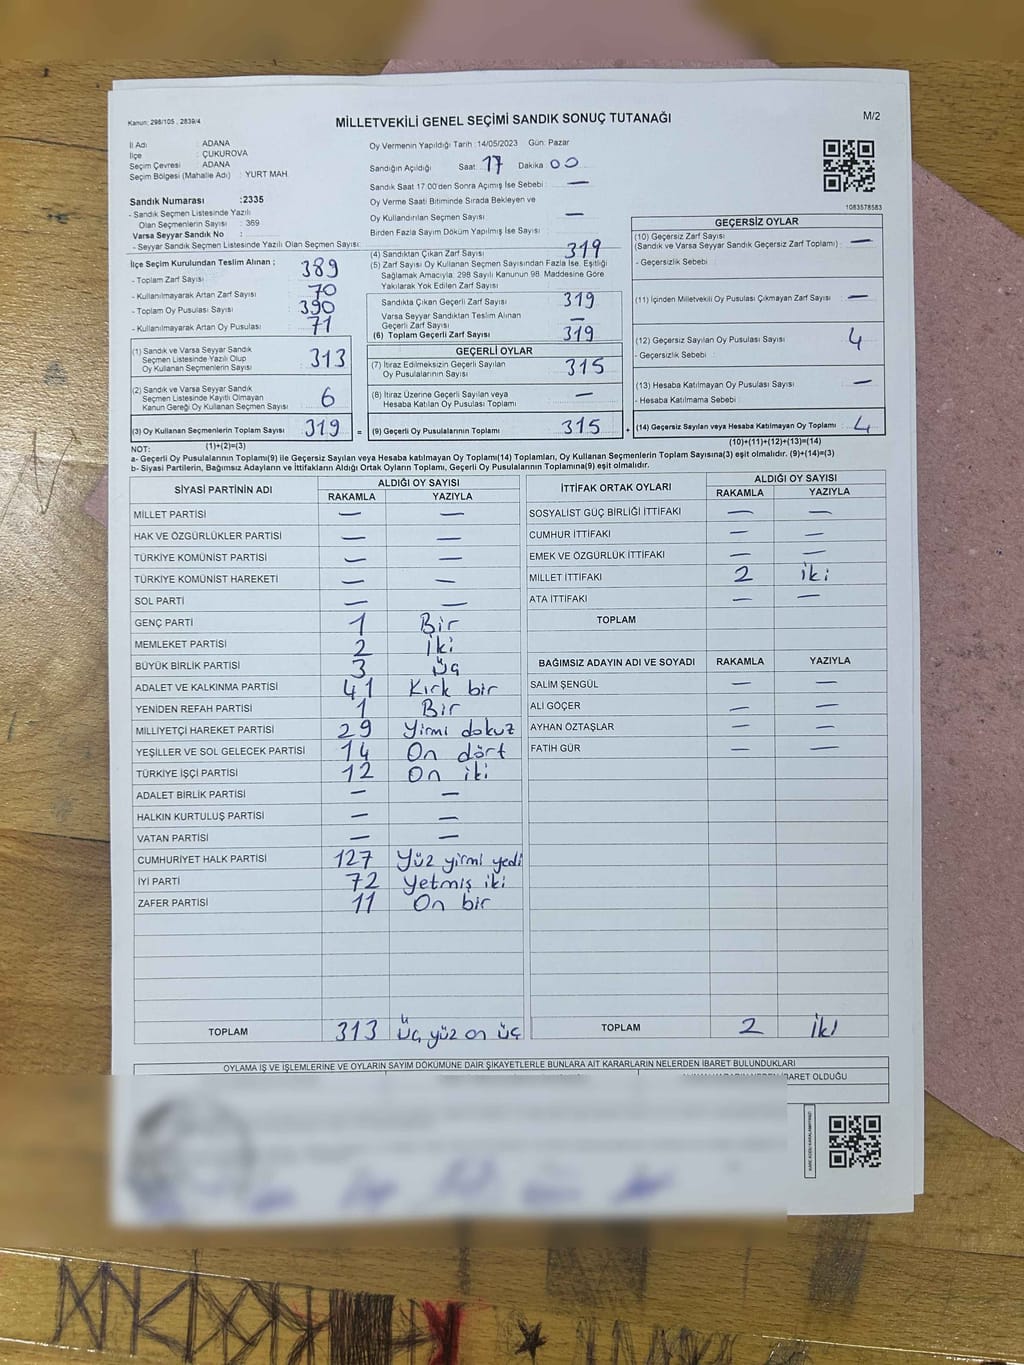 Kanun: 298/105 , 2839/4
MİLLETVEKİLİ GENEL SEÇİMİ SANDIK SONUÇ TUTANAĞI
M/2
İl Adı : ADANA
İlçe : ÇUKUROVA
Seçim Çevresi : ADANA
Seçim Bölgesi (Mahalle Adı) : YURT MAH.
Sandık Numarası :2335
- Sandık Seçmen Listesinde Yazılı
Olan Seçmenlerin Sayısı : 369
Varsa Seyyar Sandık No :
- Seyyar Sandık Seçmen Listesinde Yazılı Olan Seçmen Sayısı:
Oy Vermenin Yapıldığı Tarih : 14/05/2023 Gün: Pazar
Sandığın Açıldığı Saat 17 Dakika 00
Sandık Saat 17:00'den Sonra Açımış İse Sebebi : —
Oy Verme Saati Bitiminde Sırada Bekleyen ve
Oy Kullandırılan Seçmen Sayısı —
Birden Fazla Sayım Döküm Yapılmış İse Sayısı :
1083578583
İlçe Seçim Kurulundan Teslim Alınan ;
- Toplam Zarf Sayısı 389
- Kullanılmayarak Artan Zarf Sayısı 70
- Toplam Oy Pusulası Sayısı 390
- Kullanılmayarak Artan Oy Pusulası 71
(1) Sandık ve Varsa Seyyar Sandık
Seçmen Listesinde Yazılı Olup
Oy Kullanan Seçmenlerin Sayısı 313
(2) Sandık ve Varsa Seyyar Sandık
Seçmen Listesinde Kayıtlı Olmayan
Kanun Gereği Oy Kullanan Seçmen Sayısı 6
(3) Oy Kullanan Seçmenlerin Toplam Sayısı 319 =
(4) Sandıktan Çıkan Zarf Sayısı 319
(5) Zarf Sayısı Oy Kullanan Seçmen Sayısından Fazla İse, Eşitliği
Sağlamak Amacıyla, 298 Sayılı Kanunun 98. Maddesine Göre
Yakılarak Yok Edilen Zarf Sayısı
Sandıkta Çıkan Geçerli Zarf Sayısı 319
Varsa Seyyar Sandıktan Teslim Alınan
Geçerli Zarf Sayısı —
(6) Toplam Geçerli Zarf Sayısı 319
GEÇERLİ OYLAR
(7) İtiraz Edilmeksizin Geçerli Sayılan
Oy Pusulalarının Sayısı 315
(8) İtiraz Üzerine Geçerli Sayılan veya
Hesaba Katılan Oy Pusulası Toplamı —
(9) Geçerli Oy Pusulalarının Toplamı 315 +
GEÇERSİZ OYLAR
(10) Geçersiz Zarf Sayısı
(Sandık ve Varsa Seyyar Sandık Geçersiz Zarf Toplamı) : —
- Geçersizlik Sebebi :
(11) İçinden Milletvekili Oy Pusulası Çıkmayan Zarf Sayısı —
(12) Geçersiz Sayılan Oy Pusulası Sayısı 4
- Geçersizlik Sebebi :
(13) Hesaba Katılmayan Oy Pusulası Sayısı —
- Hesaba Katılmama Sebebi :
(14) Geçersiz Sayılan veya Hesaba Katılmayan Oy Toplamı 4
NOT: (1)+(2)=(3)
(10)+(11)+(12)+(13)=(14)
a- Geçerli Oy Pusulalarının Toplamı(9) ile Geçersiz Sayılan veya Hesaba Katılmayan Oy Toplamı(14) Toplamları, Oy Kullanan Seçmenlerin Toplam Sayısına(3) eşit olmalıdır. (9)+(14)=(3)
b- Siyasi Partilerin, Bağımsız Adayların ve İttifakların Aldığı Ortak Oyların Toplamı, Geçerli Oy Pusulalarının Toplamına(9) eşit olmalıdır.
SİYASİ PARTİNİN ADI ALDIĞI OY SAYISI
RAKAMLA YAZIYLA
MİLLET PARTİSİ — —
HAK VE ÖZGÜRLÜKLER PARTİSİ — —
TÜRKİYE KOMÜNİST PARTİSİ — —
TÜRKİYE KOMÜNİST HAREKETİ — —
SOL PARTİ — —
GENÇ PARTİ 1 Bir
MEMLEKET PARTİSİ 2 İki
BÜYÜK BİRLİK PARTİSİ 3 üç
ADALET VE KALKINMA PARTİSİ 41 Kırk bir
YENİDEN REFAH PARTİSİ 1 Bir
MİLLİYETÇİ HAREKET PARTİSİ 29 Yirmi dokuz
YEŞİLLER VE SOL GELECEK PARTİSİ 14 On dört
TÜRKİYE İŞÇİ PARTİSİ 12 On iki
ADALET BİRLİK PARTİSİ — —
HALKIN KURTULUŞ PARTİSİ — —
VATAN PARTİSİ — —
CUMHURİYET HALK PARTİSİ 127 Yüz yirmi yedi
İYİ PARTİ 72 Yetmiş iki
ZAFER PARTİSİ 11 On bir
TOPLAM 313 Üç yüz on üç
İTTİFAK ORTAK OYLARI ALDIĞI OY SAYISI
RAKAMLA YAZIYLA
SOSYALİST GÜÇ BİRLİĞİ İTTİFAKI — —
CUMHUR İTTİFAKI — —
EMEK VE ÖZGÜRLÜK İTTİFAKI — —
MİLLET İTTİFAKI 2 iki
ATA İTTİFAKI — —
TOPLAM
BAĞIMSIZ ADAYIN ADI VE SOYADI RAKAMLA YAZIYLA
SALİM ŞENGÜL — —
ALİ GÖÇER — —
AYHAN ÖZTAŞLAR — —
FATİH GÜR — —
TOPLAM 2 iki
OYLAMA İŞ VE İŞLEMLERİNE VE OYLARIN SAYIM DÖKÜMÜNE DAİR ŞİKAYETLERLE BUNLARA AİT KARARLARIN NELERDEN İBARET BULUNDUKLARI
İBARET OLDUĞU